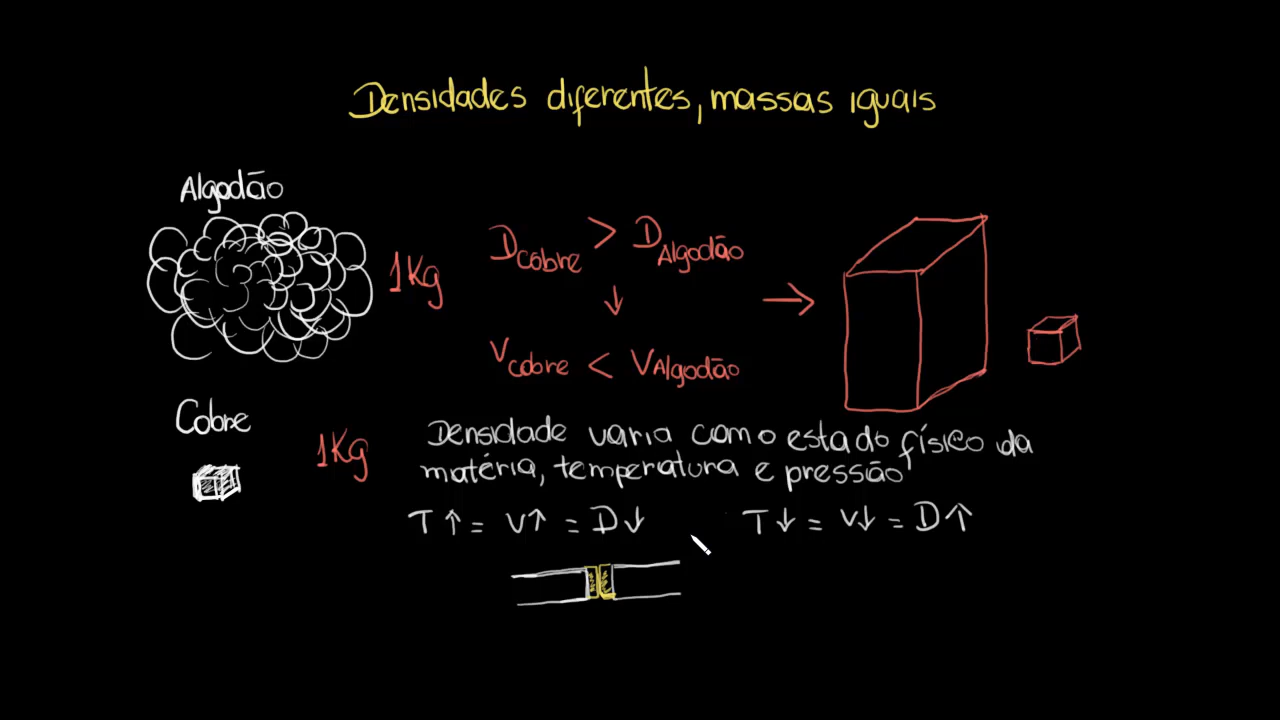 Densidades diferentes, massas iguais
Algodão
1Kg
DCobre > DAlgodão
↓
→
Vcobre < VAlgodão
Cobre
1Kg
Densidade varia com o estado físico da
matéria, temperatura e pressão
T↑ = V↑ = D↓
T↓ = V↓ = D↑